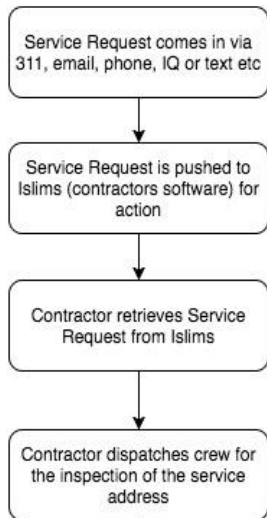 Service Request comes in via
311, email, phone, IQ or text etc
Service Request is pushed to
Islims (contractors software) for
action
Contractor retrieves Service
Request from Islims
Contractor dispatches crew for
the inspection of the service
address